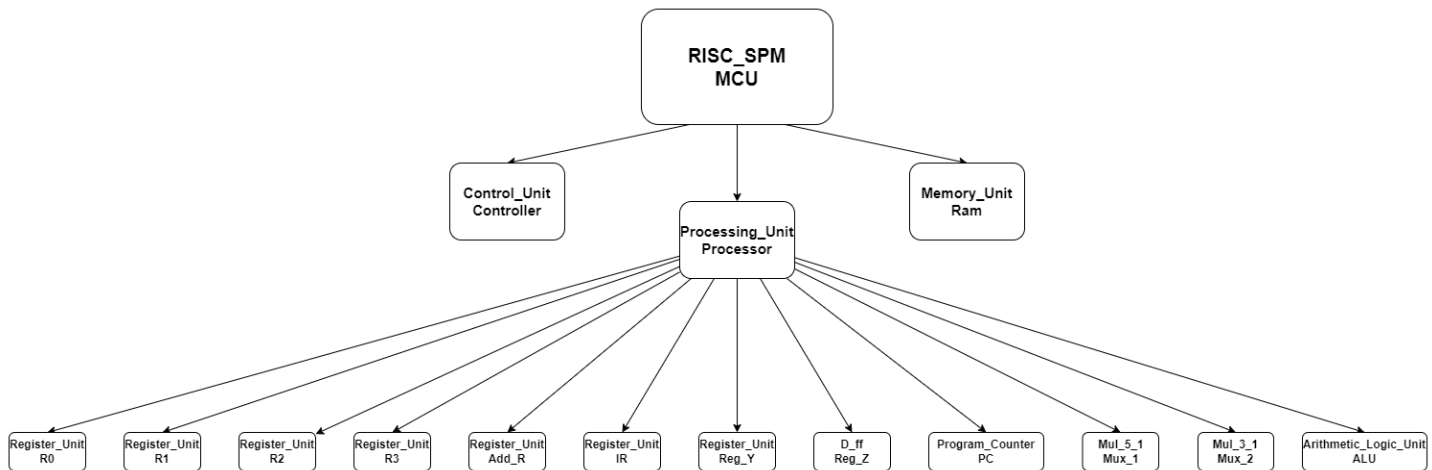 RISC_SPM
MCU
Control_Unit
Controller
Memory_Unit
Ram
Processing_Unit
Processor
Register_Unit
R0
Register_Unit
R1
Register_Unit
R2
Register_Unit
R3
Register_Unit
Add_R
Register_Unit
IR
Register_Unit
Reg_Y
D_ff
Reg_Z
Program_Counter
PC
Mul_5_1
Mux_1
Mul_3_1
Mux_2
Arithmetic_Logic_Unit
ALU